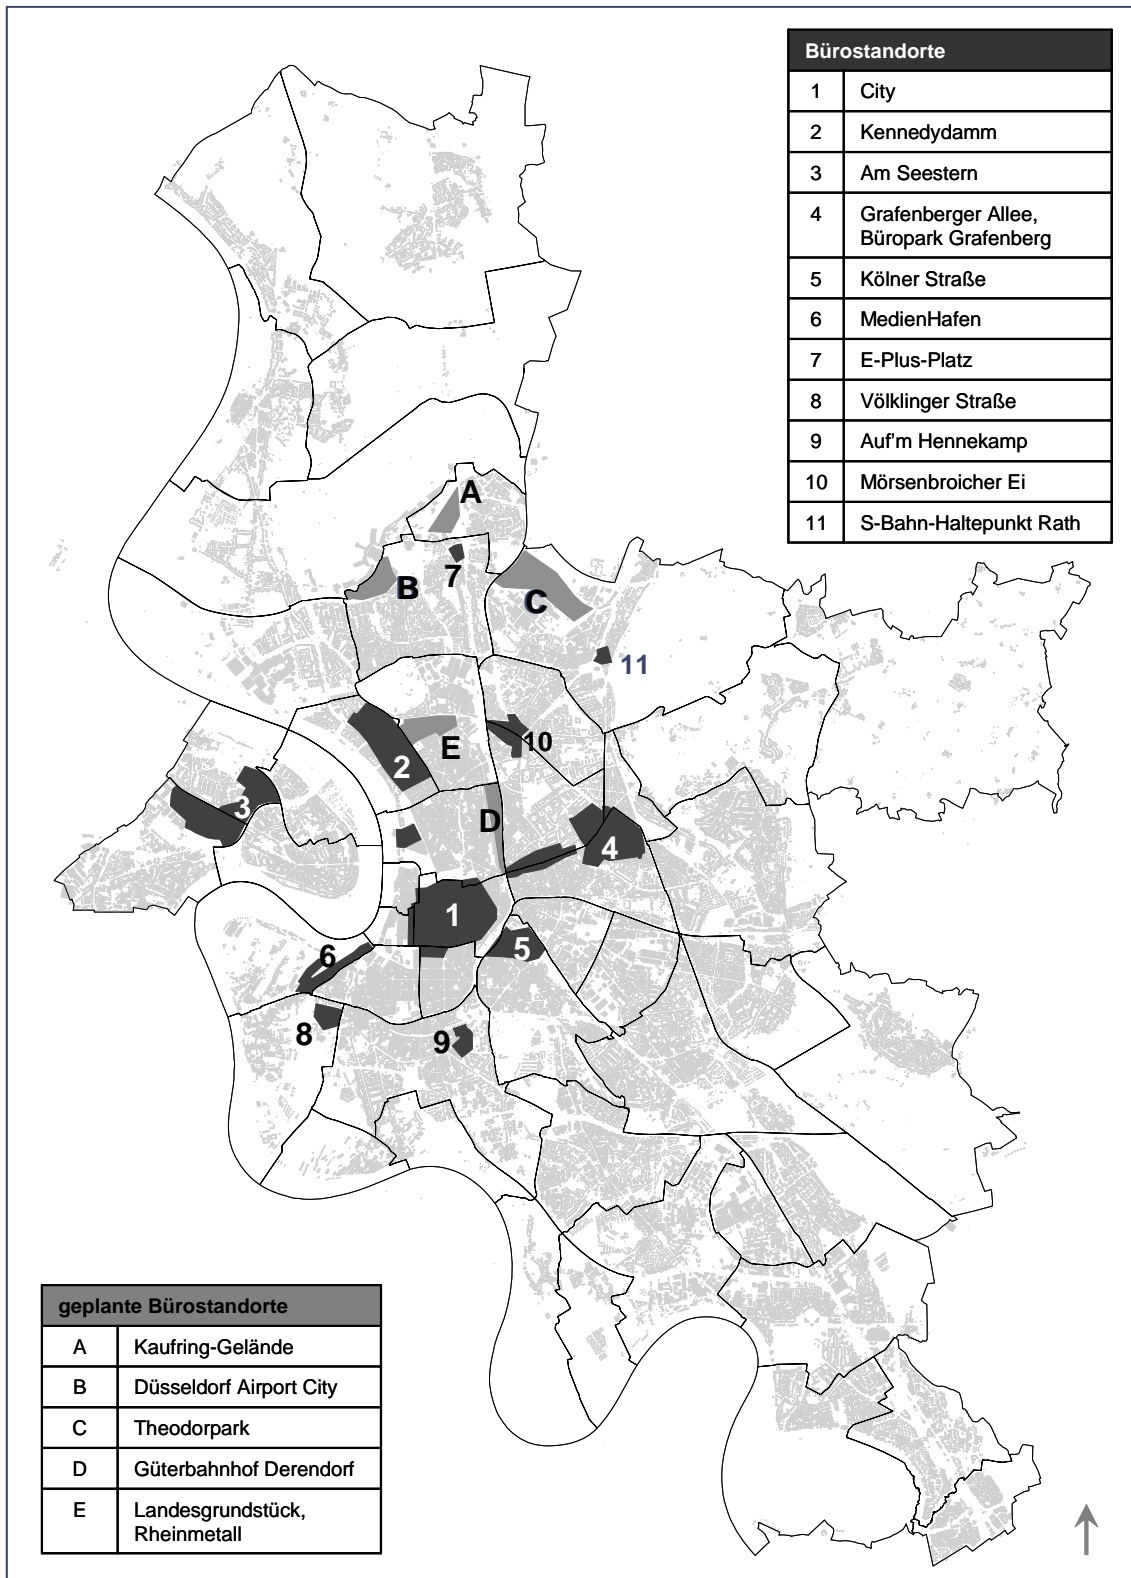 Bürostandorte
1 City
2 Kennedydamm
3 Am Seestern
4 Grafenberger Allee,
Büropark Grafenberg
5 Kölner Straße
6 MedienHafen
7 E-Plus-Platz
8 Völklinger Straße
9 Auf'm Hennekamp
10 Mörsenbroicher Ei
11 S-Bahn-Haltepunkt Rath
A
7
B
C
11
E
10
2
3
D
4
1
5
6
8
9
geplante Bürostandorte
A Kaufring-Gelände
B Düsseldorf Airport City
C Theodorpark
D Güterbahnhof Derendorf
E Landesgrundstück,
Rheinmetall